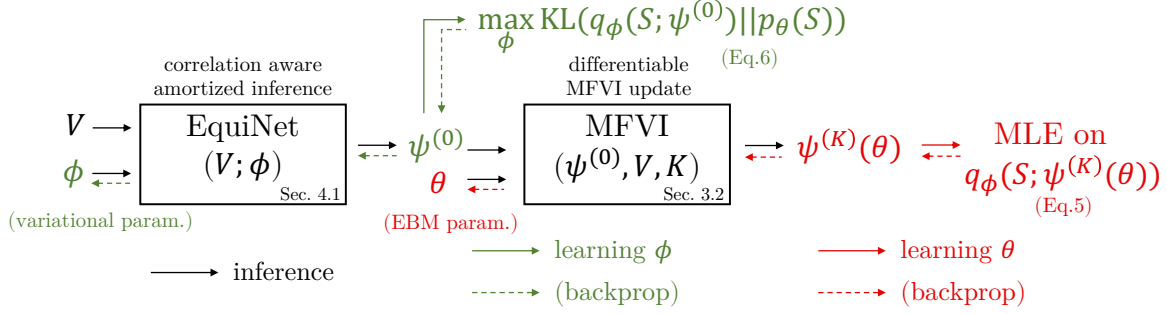 max_ϕ KL(q_ϕ(S; ψ^(0))||p_θ(S))
(Eq.6)
correlation aware
amortized inference
differentiable
MFVI update
V
EquiNet
(V; ϕ)
Sec. 4.1
ϕ
(variational param.)
ψ^(0)
θ
(EBM param.)
MFVI
(ψ^(0), V, K)
Sec. 3.2
ψ^(K)(θ)
MLE on
q_ϕ(S; ψ^(K)(θ))
(Eq.5)
inference
learning ϕ
(backprop)
learning θ
(backprop)